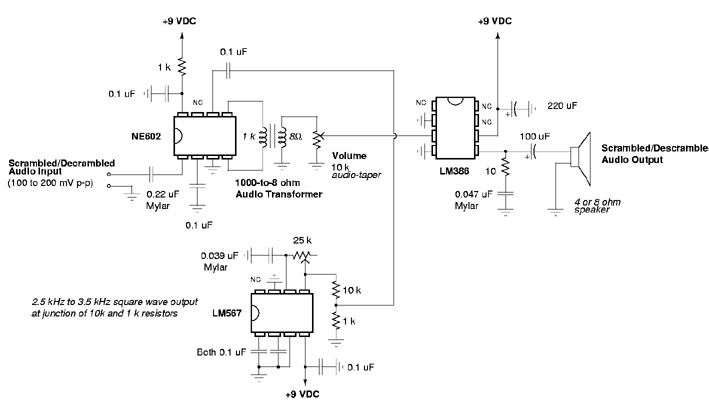 +9 VDC
+9 VDC
0.1 uF
1 k
0.1 uF
NC
NE602
1 k
8Ω
Volume
10 k
audio-taper
1000-to-8 ohm
Audio Transformer
Scrambled/Decrambled
Audio Input
(100 to 200 mV p-p)
0.22 uF
Mylar
0.1 uF
NC
NC
NC
LM386
+
220 uF
100 uF
+
10
0.047 uF
Mylar
Scrambled/Descrambled
Audio Output
4 or 8 ohm
speaker
25 k
0.039 uF
Mylar
NC
10 k
1 k
LM567
2.5 kHz to 3.5 kHz square wave output
at junction of 10k and 1 k resistors
Both 0.1 uF
0.1 uF
+9 VDC